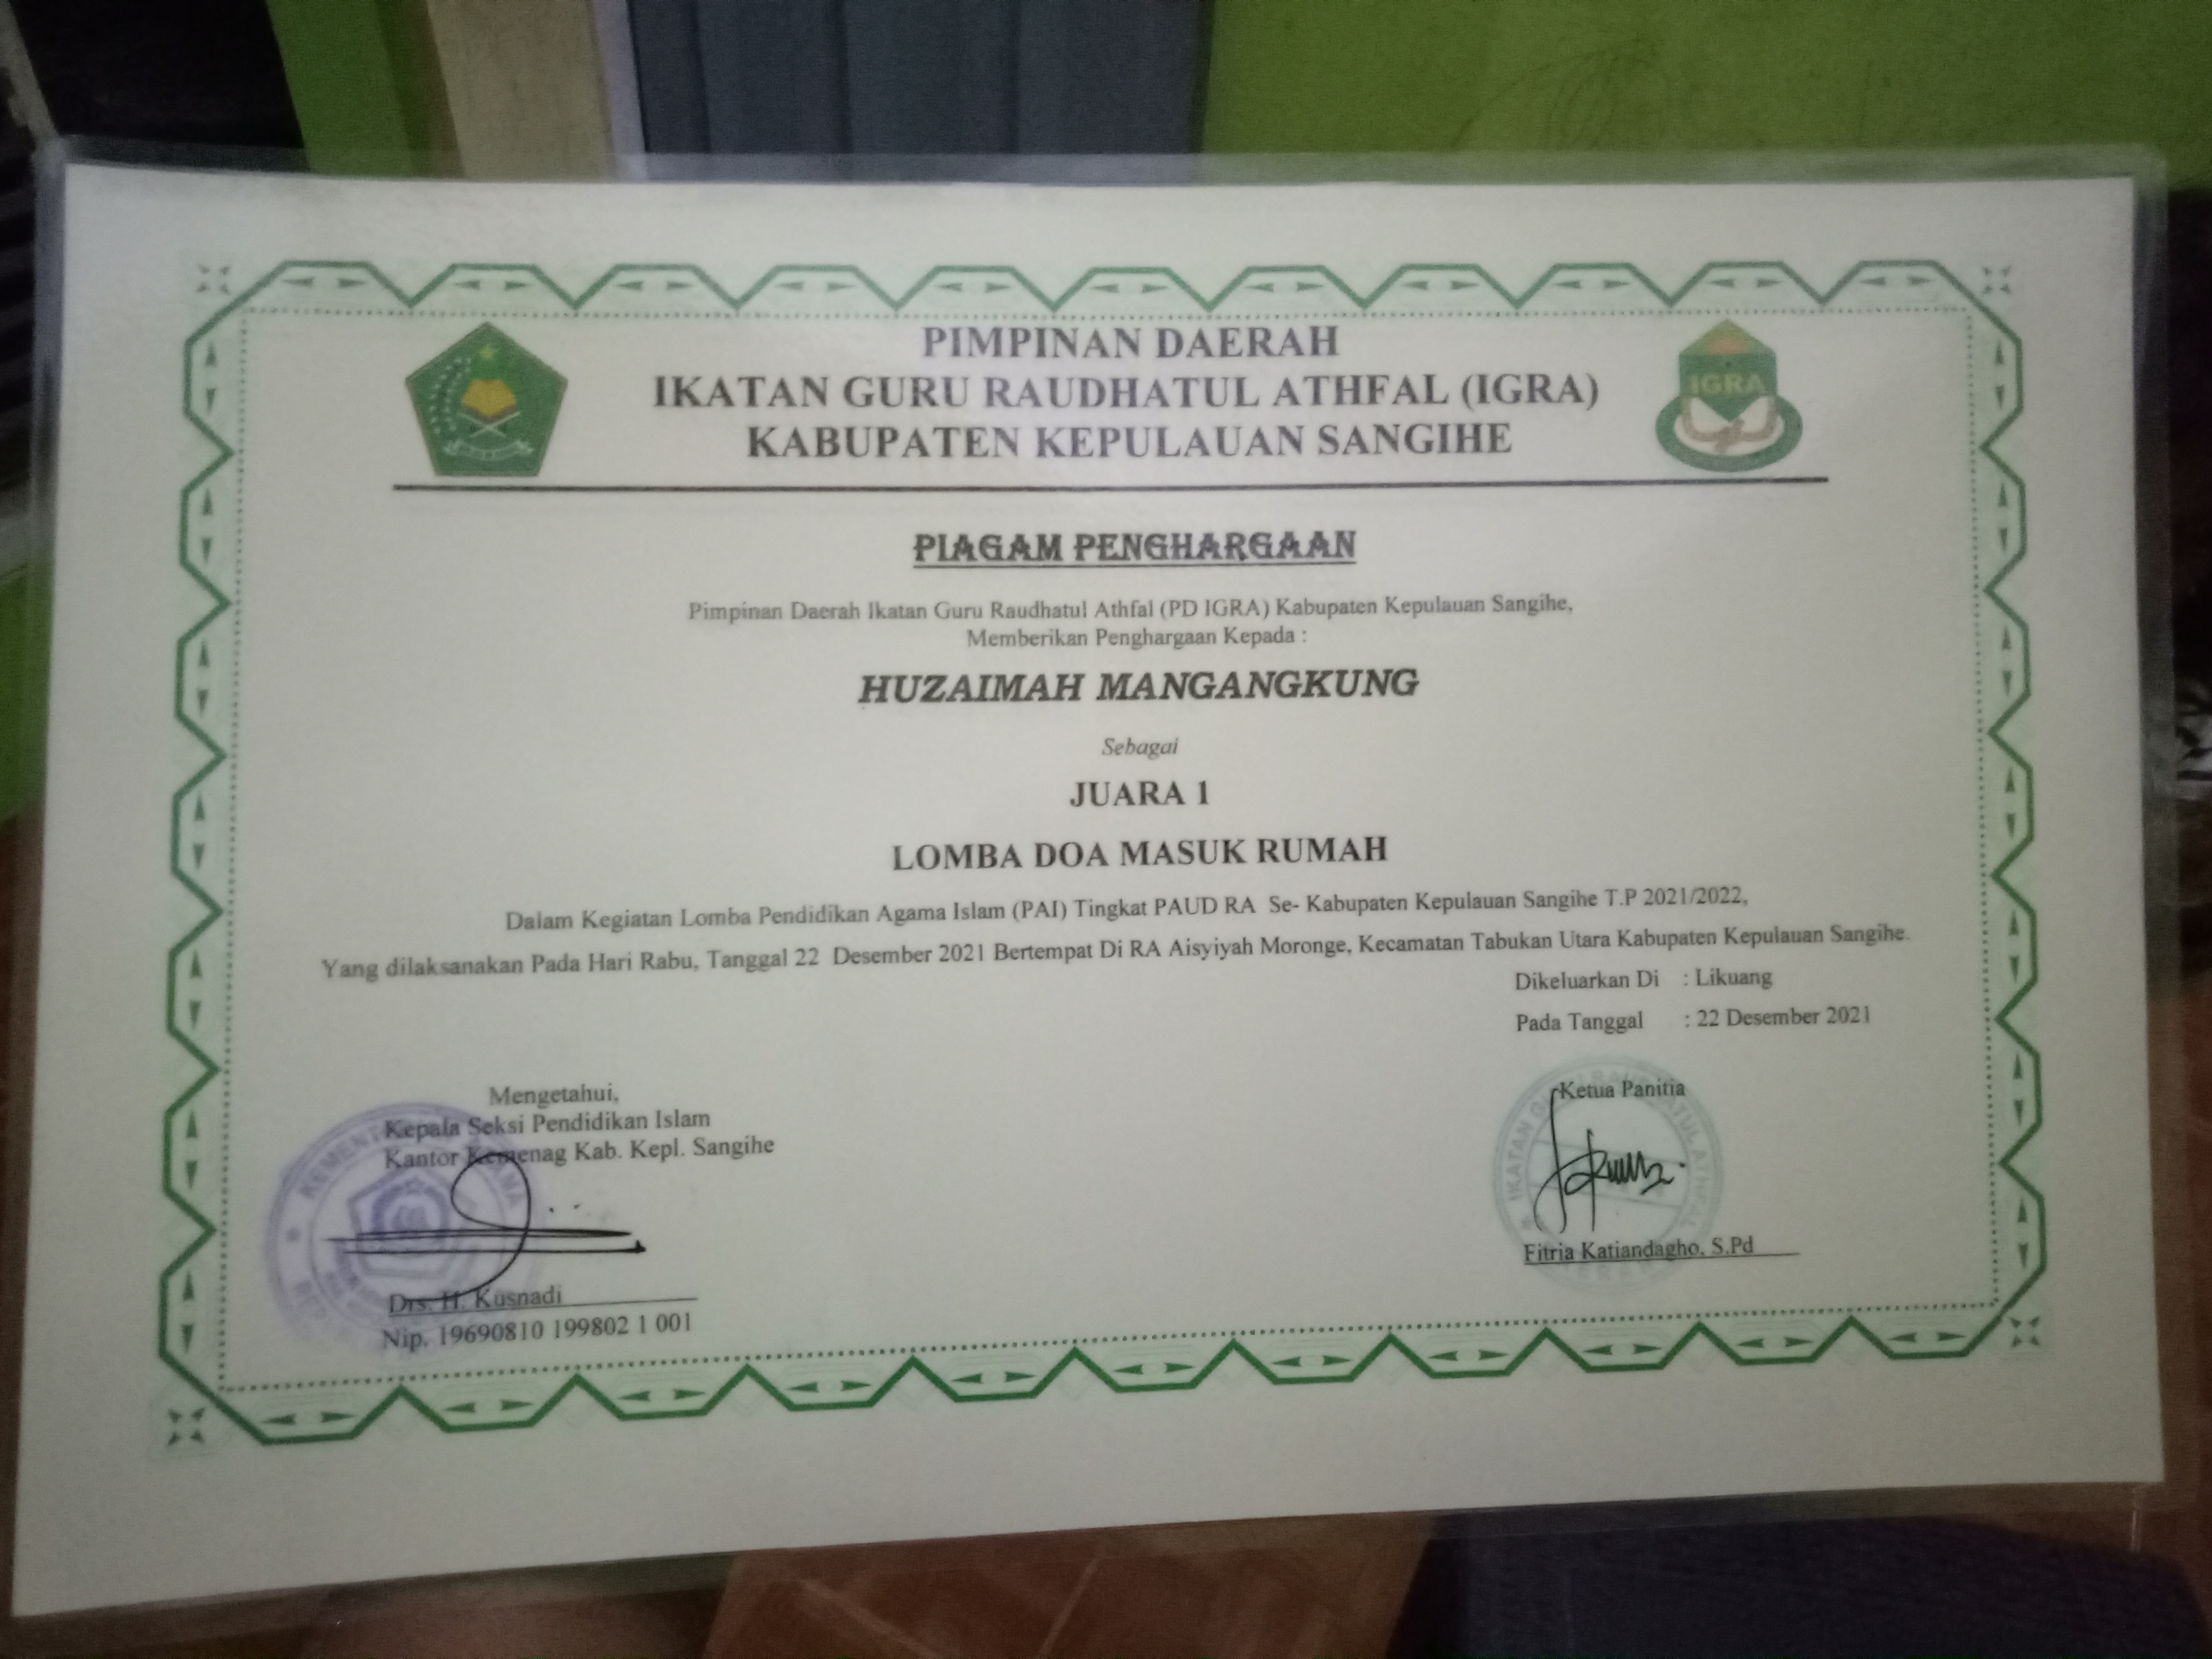 PIMPINAN DAERAH
IKATAN GURU RAUDHATUL ATHFAL (IGRA)
KABUPATEN KEPULAUAN SANGIHE
IGRA
PIAGAM PENGHARGAAN
Pimpinan Daerah Ikatan Guru Raudhatul Athfal (PD IGRA) Kabupaten Kepulauan Sangihe,
Memberikan Penghargaan Kepada :
HUZAIMAH MANGANGKUNG
Sebagai
JUARA 1
LOMBA DOA MASUK RUMAH
Dalam Kegiatan Lomba Pendidikan Agama Islam (PAI) Tingkat PAUD RA Se- Kabupaten Kepulauan Sangihe T.P 2021/2022,
Yang dilaksanakan Pada Hari Rabu, Tanggal 22 Desember 2021 Bertempat Di RA Aisyiyah Moronge, Kecamatan Tabukan Utara Kabupaten Kepulauan Sangihe.
Dikeluarkan Di : Likuang
Pada Tanggal : 22 Desember 2021
Mengetahui,
Kepala Seksi Pendidikan Islam
Kantor Kemenag Kab. Kepl. Sangihe
Drs. H. Kusnadi
Nip. 19690810 199802 1 001
Ketua Panitia
Fitria Katiandagho, S.Pd